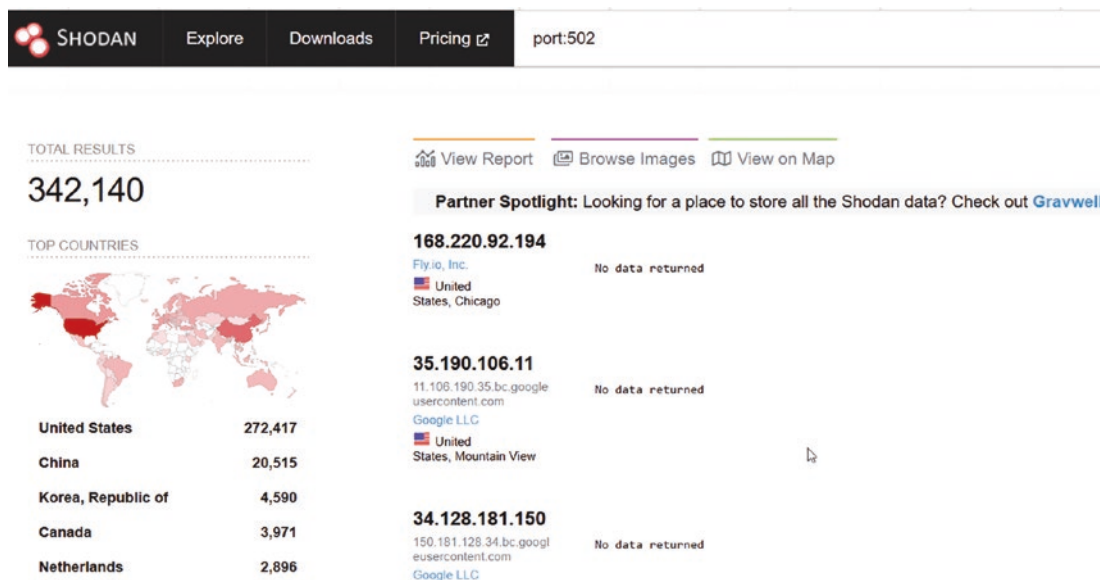 SHODAN Explore Downloads Pricing port:502
TOTAL RESULTS
342,140
TOP COUNTRIES
United States 272,417
China 20,515
Korea, Republic of 4,590
Canada 3,971
Netherlands 2,896
View Report Browse Images View on Map
Partner Spotlight: Looking for a place to store all the Shodan data? Check out Gravwell
168.220.92.194
Fly.io, Inc.
United
States, Chicago
No data returned
35.190.106.11
11.106.190.35.bc.google
usercontent.com
Google LLC
United
States, Mountain View
No data returned
34.128.181.150
150.181.128.34.bc.googl
eusercontent.com
Google LLC
No data returned